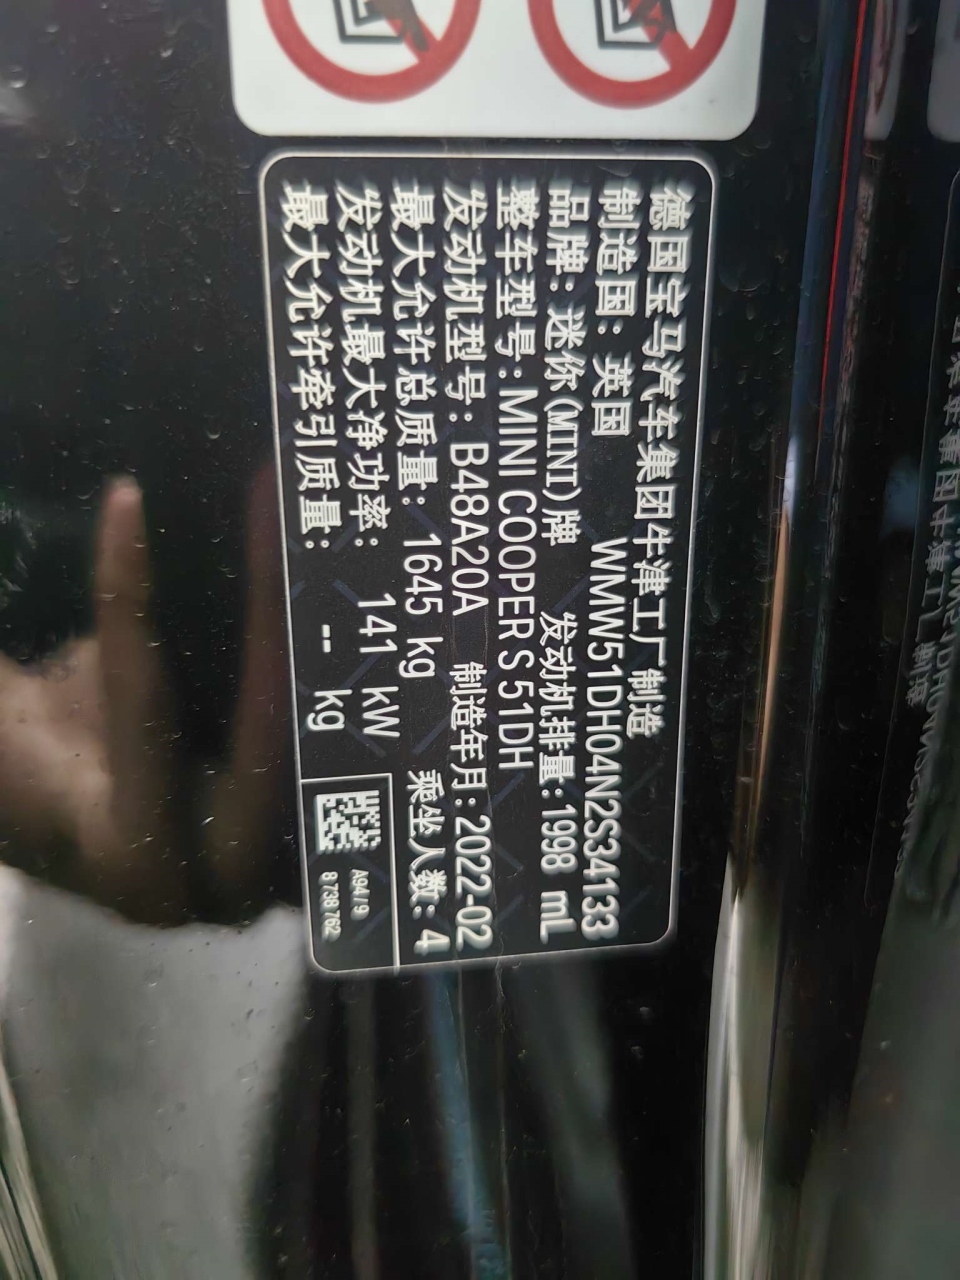 德国宝马汽车集团牛津工厂制造
制造国：英国 WMW51DH04N2S34133
品牌：迷你(MINI)牌 发动机排量：1998 mL
整车型号：MINI COOPER S 51DH
发动机型号：B48A20A 制造年月：2022-02
最大允许总质量：1645 kg 乘坐人数：4
发动机最大净功率：141 kW
最大允许牵引质量：-- kg
A94/9
8 738 762